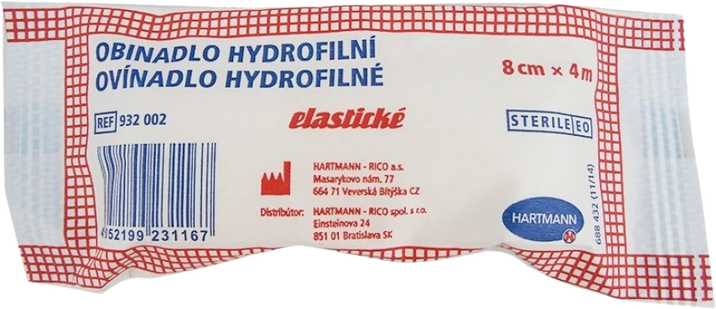 OBINADLO HYDROFILNÍ
OVÍNADLO HYDROFILNÉ
8 cm × 4 m
REF 932 002
elastické
STERILE EO
HARTMANN - RICO a.s.
Masarykovo nám. 77
664 71 Veverská Bítýška CZ
Distribútor: HARTMANN - RICO spol. s r.o.
Einsteinova 24
851 01 Bratislava SK
4052199 231167
HARTMANN
688 432 (11/14)